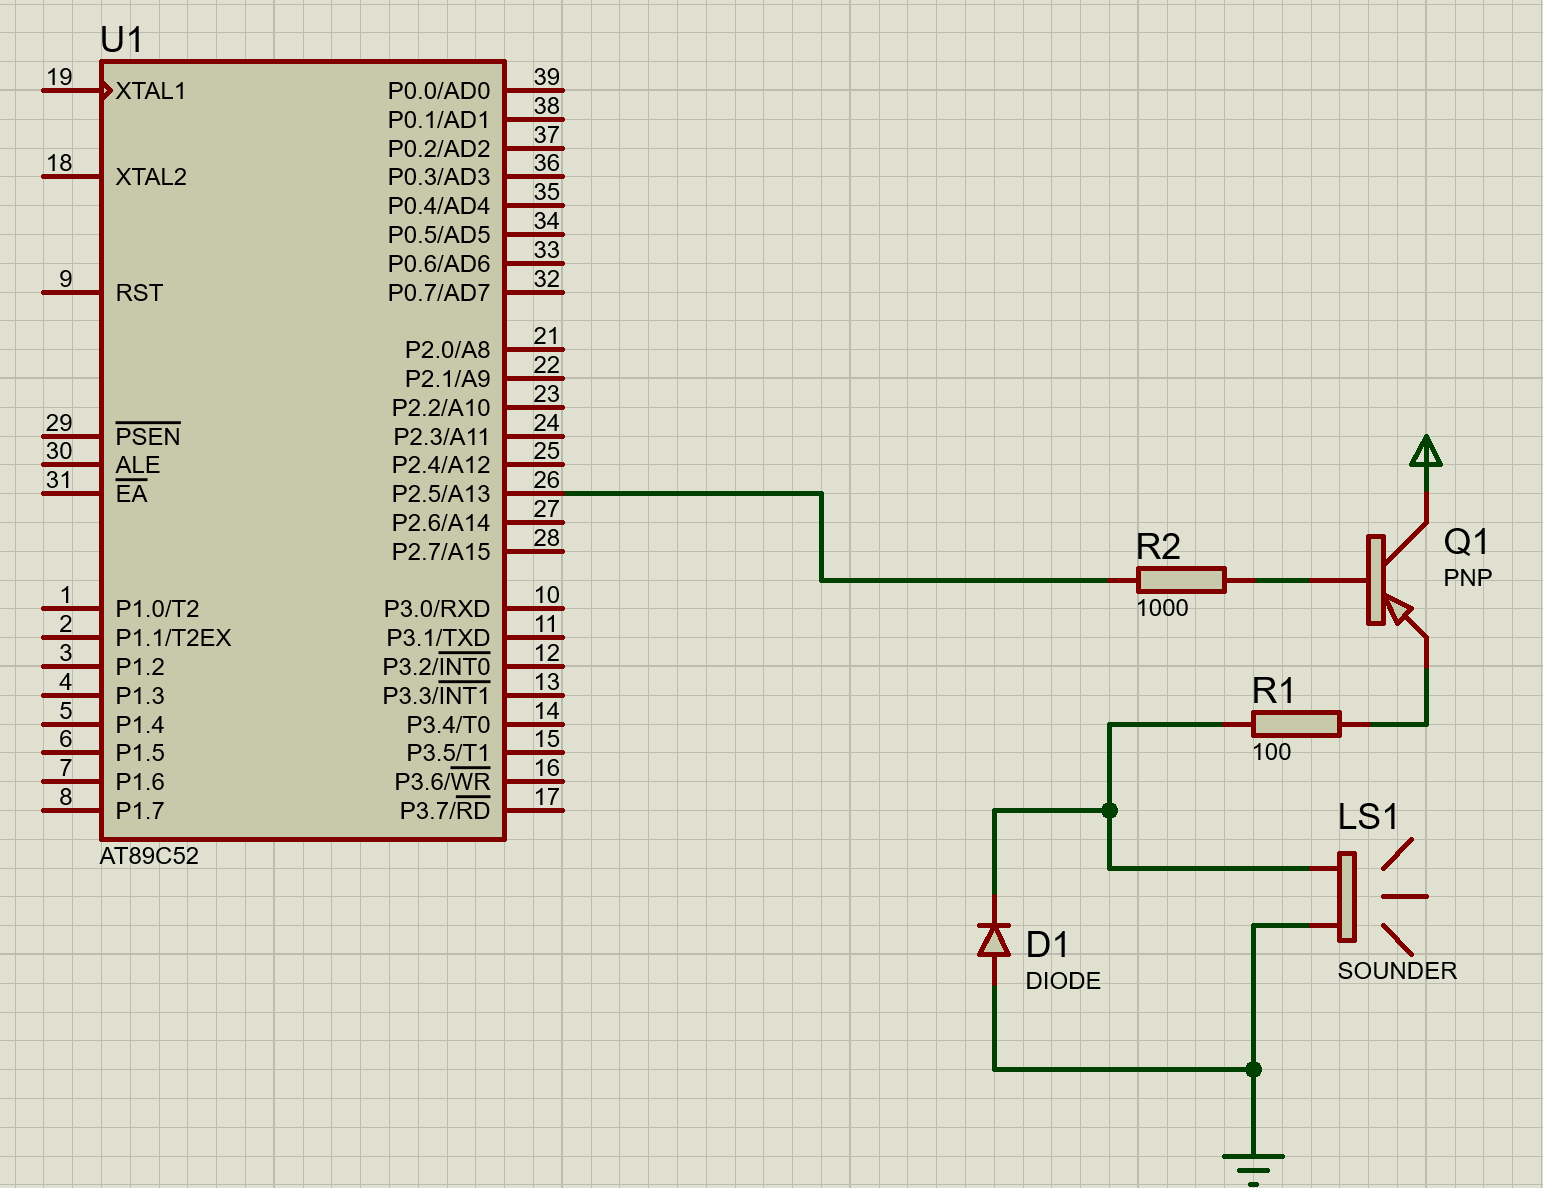 U1
19 XTAL1 P0.0/AD0 39
P0.1/AD1 38
P0.2/AD2 37
18 XTAL2 P0.3/AD3 36
P0.4/AD4 35
P0.5/AD5 34
P0.6/AD6 33
9 RST P0.7/AD7 32
P2.0/A8 21
P2.1/A9 22
P2.2/A10 23
29 PSEN P2.3/A11 24
30 ALE P2.4/A12 25
31 EA P2.5/A13 26
P2.6/A14 27
P2.7/A15 28
1 P1.0/T2 P3.0/RXD 10
2 P1.1/T2EX P3.1/TXD 11
3 P1.2 P3.2/INT0 12
4 P1.3 P3.3/INT1 13
5 P1.4 P3.4/T0 14
6 P1.5 P3.5/T1 15
7 P1.6 P3.6/WR 16
8 P1.7 P3.7/RD 17
AT89C52
R2
1000
Q1
PNP
R1
100
LS1
SOUNDER
D1
DIODE